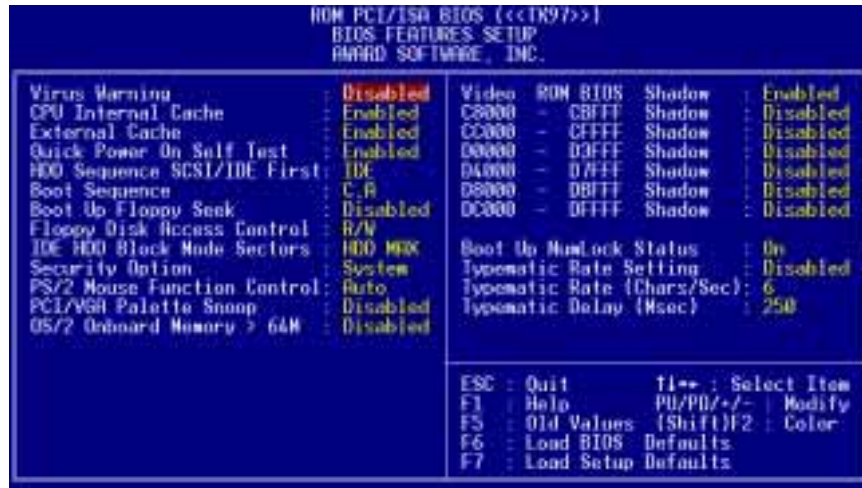 ROM PCI/ISA BIOS (<<TX97>>)
BIOS FEATURES SETUP
AWARD SOFTWARE, INC.
Virus Warning : Disabled
CPU Internal Cache : Enabled
External Cache : Enabled
Quick Power On Self Test : Enabled
HDD Sequence SCSI/IDE First: IDE
Boot Sequence : C,A
Boot Up Floppy Seek : Disabled
Floppy Disk Access Control : R/W
IDE HDD Block Mode Sectors : HDD MAX
Security Option : System
PS/2 Mouse Function Control: Auto
PCI/VGA Palette Snoop : Disabled
OS/2 Onboard Memory > 64M : Disabled
Video ROM BIOS Shadow : Enabled
C8000 - CBFFF Shadow : Disabled
CC000 - CFFFF Shadow : Disabled
D0000 - D3FFF Shadow : Disabled
D4000 - D7FFF Shadow : Disabled
D8000 - DBFFF Shadow : Disabled
DC000 - DFFFF Shadow : Disabled
Boot Up NumLock Status : On
Typematic Rate Setting : Disabled
Typematic Rate (Chars/Sec): 6
Typematic Delay (Msec) : 250
ESC : Quit ↑↓→← : Select Item
F1 : Help PU/PD/+/- : Modify
F5 : Old Values (Shift)F2 : Color
F6 : Load BIOS Defaults
F7 : Load Setup Defaults